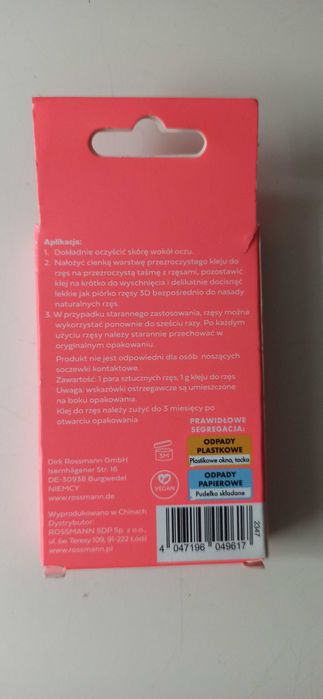 Aplikacja:
1. Dokładnie oczyścić skórę wokół oczu.
2. Nałożyć cienką warstwę przezroczystego kleju do
rzęs na przezroczystą taśmę z rzęsami, pozostawić
klej na krótko do wyschnięcia i delikatnie docisnąć
lekkie jak piórko rzęsy 3D bezpośrednio do nasady
naturalnych rzęs.
3. W przypadku starannego zastosowania, rzęsy można
wykorzystać ponownie do sześciu razy. Po każdym
użyciu rzęsy należy starannie przechować w
oryginalnym opakowaniu.
Produkt nie jest odpowiedni dla osób noszących
soczewki kontaktowe.
Zawartość: 1 para sztucznych rzęs, 1 g kleju do rzęs
Uwaga: wskazówki ostrzegawcze są umieszczone
na boku opakowania.
Klej do rzęs należy zużyć do 3 miesięcy po
otwarciu opakowania
PRAWIDŁOWE
SEGREGACJA:
ODPADY
PLASTIKOWE
Plastikowe okno, tacka
ODPADY
PAPIEROWE
Pudełko składane
3M
VEGAN
Dirk Rossmann GmbH
Isernhägener Str. 16
DE-30938 Burgwedel
NIEMCY
www.rossmann.de
Wyprodukowano w Chinach
Dystrybutor:
ROSSMANN SDP Sp. z o.o.,
ul. św. Teresy 109, 91-222 Łódź
www.rossmann.pl
2347
4 047196 049617